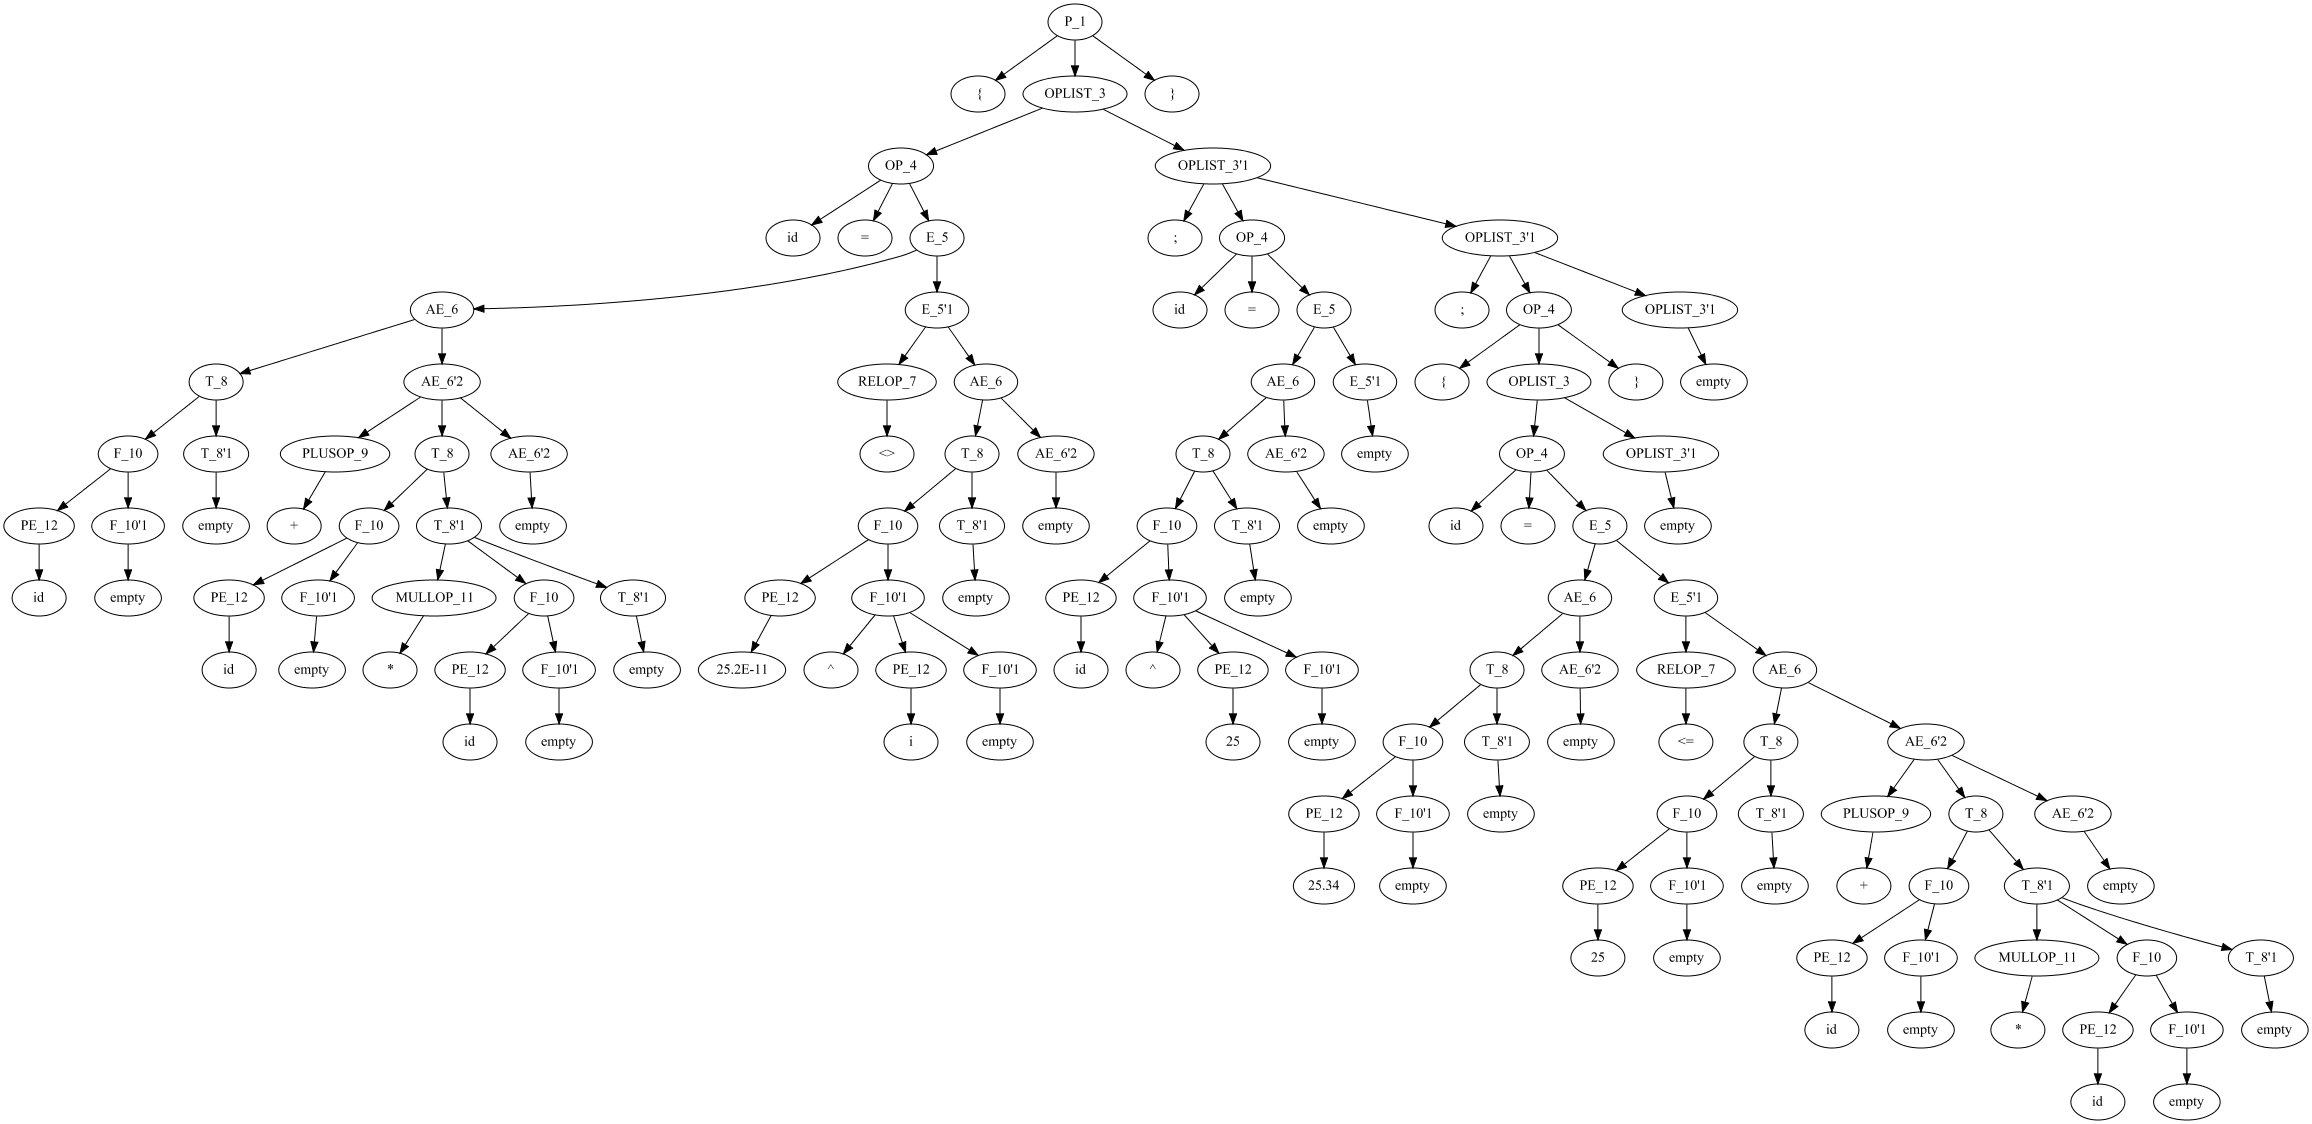 P_1
{ OPLIST_3 }
OP_4 OPLIST_3'1
id = E_5 ; OP_4 OPLIST_3'1
AE_6 E_5'1 id = E_5 ; OP_4 OPLIST_3'1
T_8 AE_6'2 RELOP_7 AE_6 AE_6 E_5'1 { OPLIST_3 } empty
F_10 T_8'1 PLUSOP_9 T_8 AE_6'2 <> T_8 AE_6'2 T_8 AE_6'2 empty OP_4 OPLIST_3'1
PE_12 F_10'1 empty + F_10 T_8'1 empty F_10 T_8'1 empty F_10 T_8'1 empty id = E_5 empty
id empty PE_12 F_10'1 MULLOP_11 F_10 T_8'1 PE_12 F_10'1 empty PE_12 F_10'1 empty AE_6 E_5'1
id empty * PE_12 F_10'1 empty 25.2E-11 ^ PE_12 F_10'1 id ^ PE_12 F_10'1 T_8 AE_6'2 RELOP_7 AE_6
id empty i empty 25 empty F_10 T_8'1 empty <= T_8 AE_6'2
PE_12 F_10'1 empty F_10 T_8'1 PLUSOP_9 T_8 AE_6'2
25.34 empty PE_12 F_10'1 empty + F_10 T_8'1 empty
25 empty PE_12 F_10'1 MULLOP_11 F_10 T_8'1
id empty * PE_12 F_10'1 empty
id empty